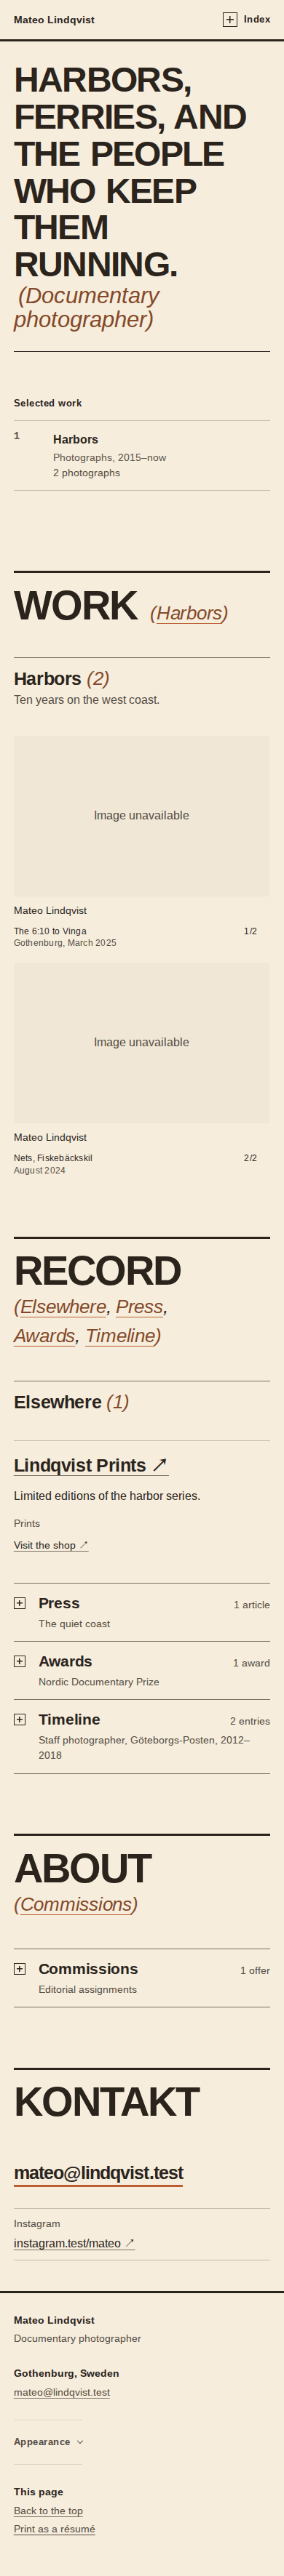 Mateo Lindqvist
Index
HARBORS,
FERRIES, AND
THE PEOPLE
WHO KEEP
THEM
RUNNING.
(Documentary
photographer)
Selected work
1
Harbors
Photographs, 2015–now
2 photographs
WORK (Harbors)
Harbors (2)
Ten years on the west coast.
Image unavailable
Mateo Lindqvist
The 6:10 to Vinga 1/2
Gothenburg, March 2025
Image unavailable
Mateo Lindqvist
Nets, Fiskebäckskil 2/2
August 2024
RECORD
(Elsewhere, Press,
Awards, Timeline)
Elsewhere (1)
Lindqvist Prints ↗
Limited editions of the harbor series.
Prints
Visit the shop ↗
Press 1 article
The quiet coast
Awards 1 award
Nordic Documentary Prize
Timeline 2 entries
Staff photographer, Göteborgs-Posten, 2012–
2018
ABOUT
(Commissions)
Commissions 1 offer
Editorial assignments
KONTAKT
mateo@lindqvist.test
Instagram
instagram.test/mateo ↗
Mateo Lindqvist
Documentary photographer
Gothenburg, Sweden
mateo@lindqvist.test
Appearance
This page
Back to the top
Print as a résumé